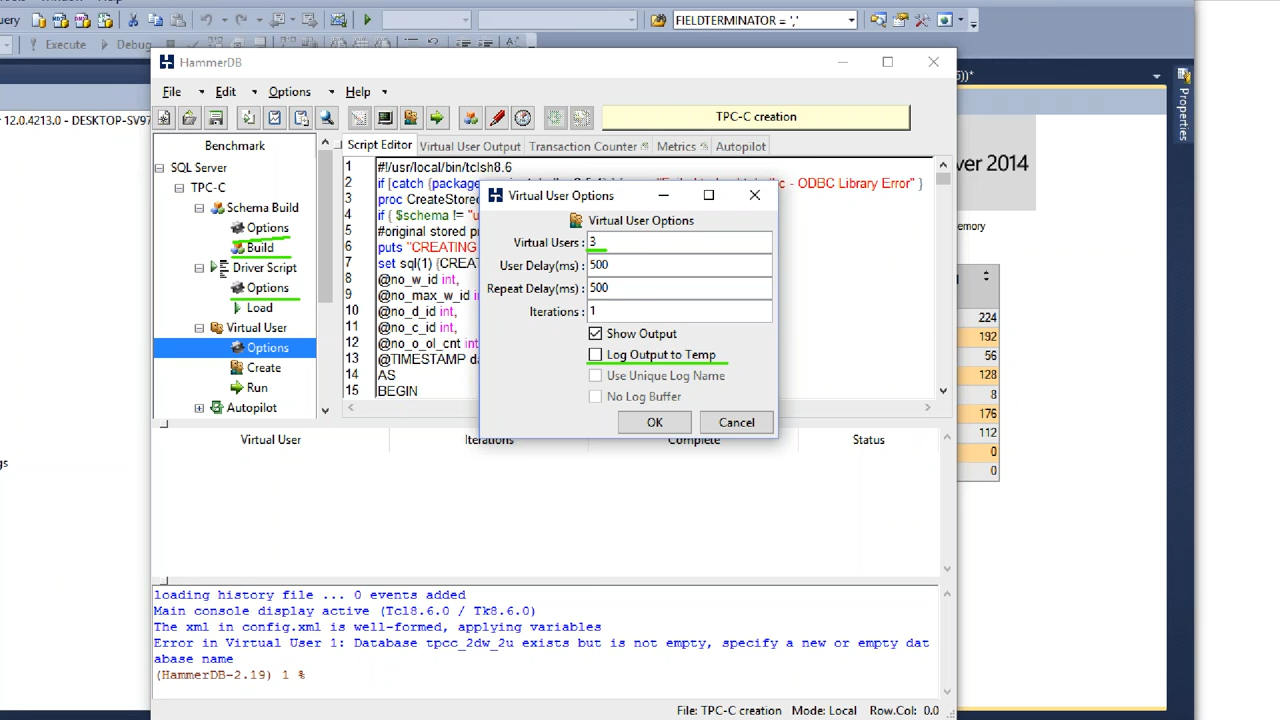 uery
FIELDTERMINATOR = ','
Execute
Debug
HammerDB
File
Edit
Options
Help
TPC-C creation
12.0.4213.0 - DESKTOP-SV97
Properties
ver 2014
emory
Benchmark
SQL Server
TPC-C
Schema Build
Options
Build
Driver Script
Options
Load
Virtual User
Options
Create
Run
Autopilot
Script Editor
Virtual User Output
Transaction Counter
Metrics
Autopilot
1 #!/usr/local/bin/tclsh8.6
2 if [catch {package
- ODBC Library Error" }
3 proc CreateStored
4 if { $schema != "u
5 #original stored p
6 puts "CREATING
7 set sql(1) {CREA
8 @no_w_id int,
9 @no_max_w_id in
10 @no_d_id int,
11 @no_c_id int,
12 @no_o_ol_cnt int
13 @TIMESTAMP da
14 AS
15 BEGIN
Virtual User Options
Virtual User Options
Virtual Users : 3
User Delay(ms) : 500
Repeat Delay(ms) : 500
Iterations : 1
Show Output
Log Output to Temp
Use Unique Log Name
No Log Buffer
OK
Cancel
224
192
56
128
8
176
112
0
0
Virtual User
Iterations
Complete
Status
gs
loading history file ... 0 events added
Main console display active (Tcl8.6.0 / Tk8.6.0)
The xml in config.xml is well-formed, applying variables
Error in Virtual User 1: Database tpcc_2dw_2u exists but is not empty, specify a new or empty dat
abase name
(HammerDB-2.19) 1 %
File: TPC-C creation
Mode: Local
Row.Col: 0.0